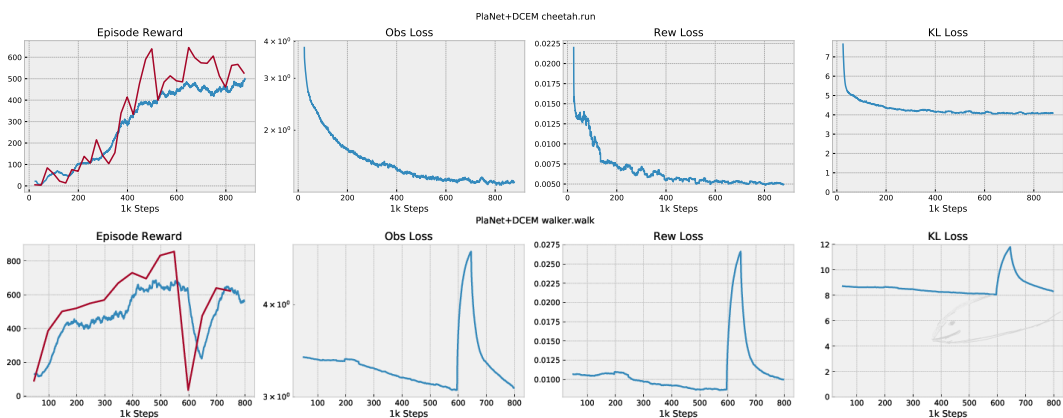 PlaNet+DCEM cheetah.run
Episode Reward
Obs Loss
Rew Loss
KL Loss
600
500
400
300
200
100
0
0 200 400 600 800
1k Steps
4 × 10⁰
3 × 10⁰
2 × 10⁰
0 200 400 600 800
1k Steps
0.0225
0.0200
0.0175
0.0150
0.0125
0.0100
0.0075
0.0050
0 200 400 600 800
1k Steps
7
6
5
4
3
2
1
0
0 200 400 600 800
1k Steps
PlaNet+DCEM walker.walk
Episode Reward
Obs Loss
Rew Loss
KL Loss
800
600
400
200
0
0 100 200 300 400 500 600 700 800
1k Steps
4 × 10⁰
3 × 10⁰
100 200 300 400 500 600 700 800
1k Steps
0.0275
0.0250
0.0225
0.0200
0.0175
0.0150
0.0125
0.0100
100 200 300 400 500 600 700 800
1k Steps
12
10
8
6
4
2
0
0 100 200 300 400 500 600 700 800
1k Steps